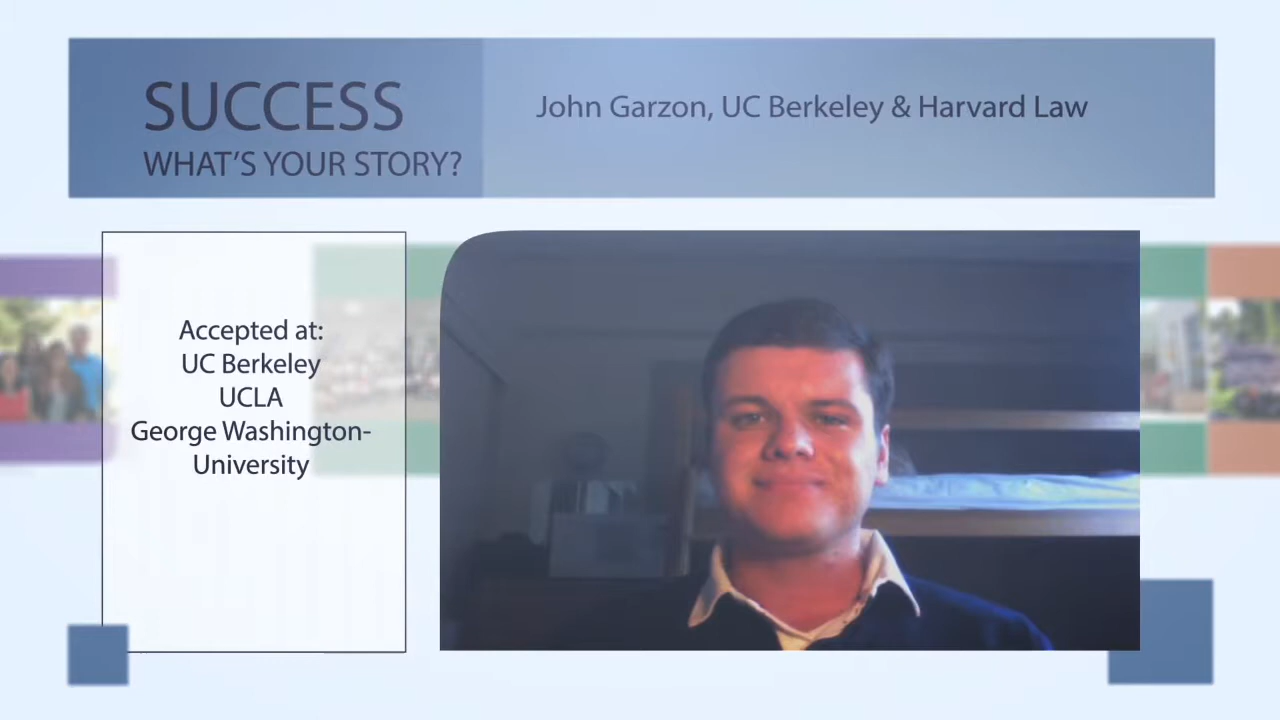 SUCCESS
WHAT'S YOUR STORY?
John Garzon, UC Berkeley & Harvard Law
Accepted at:
UC Berkeley
UCLA
George Washington-
University